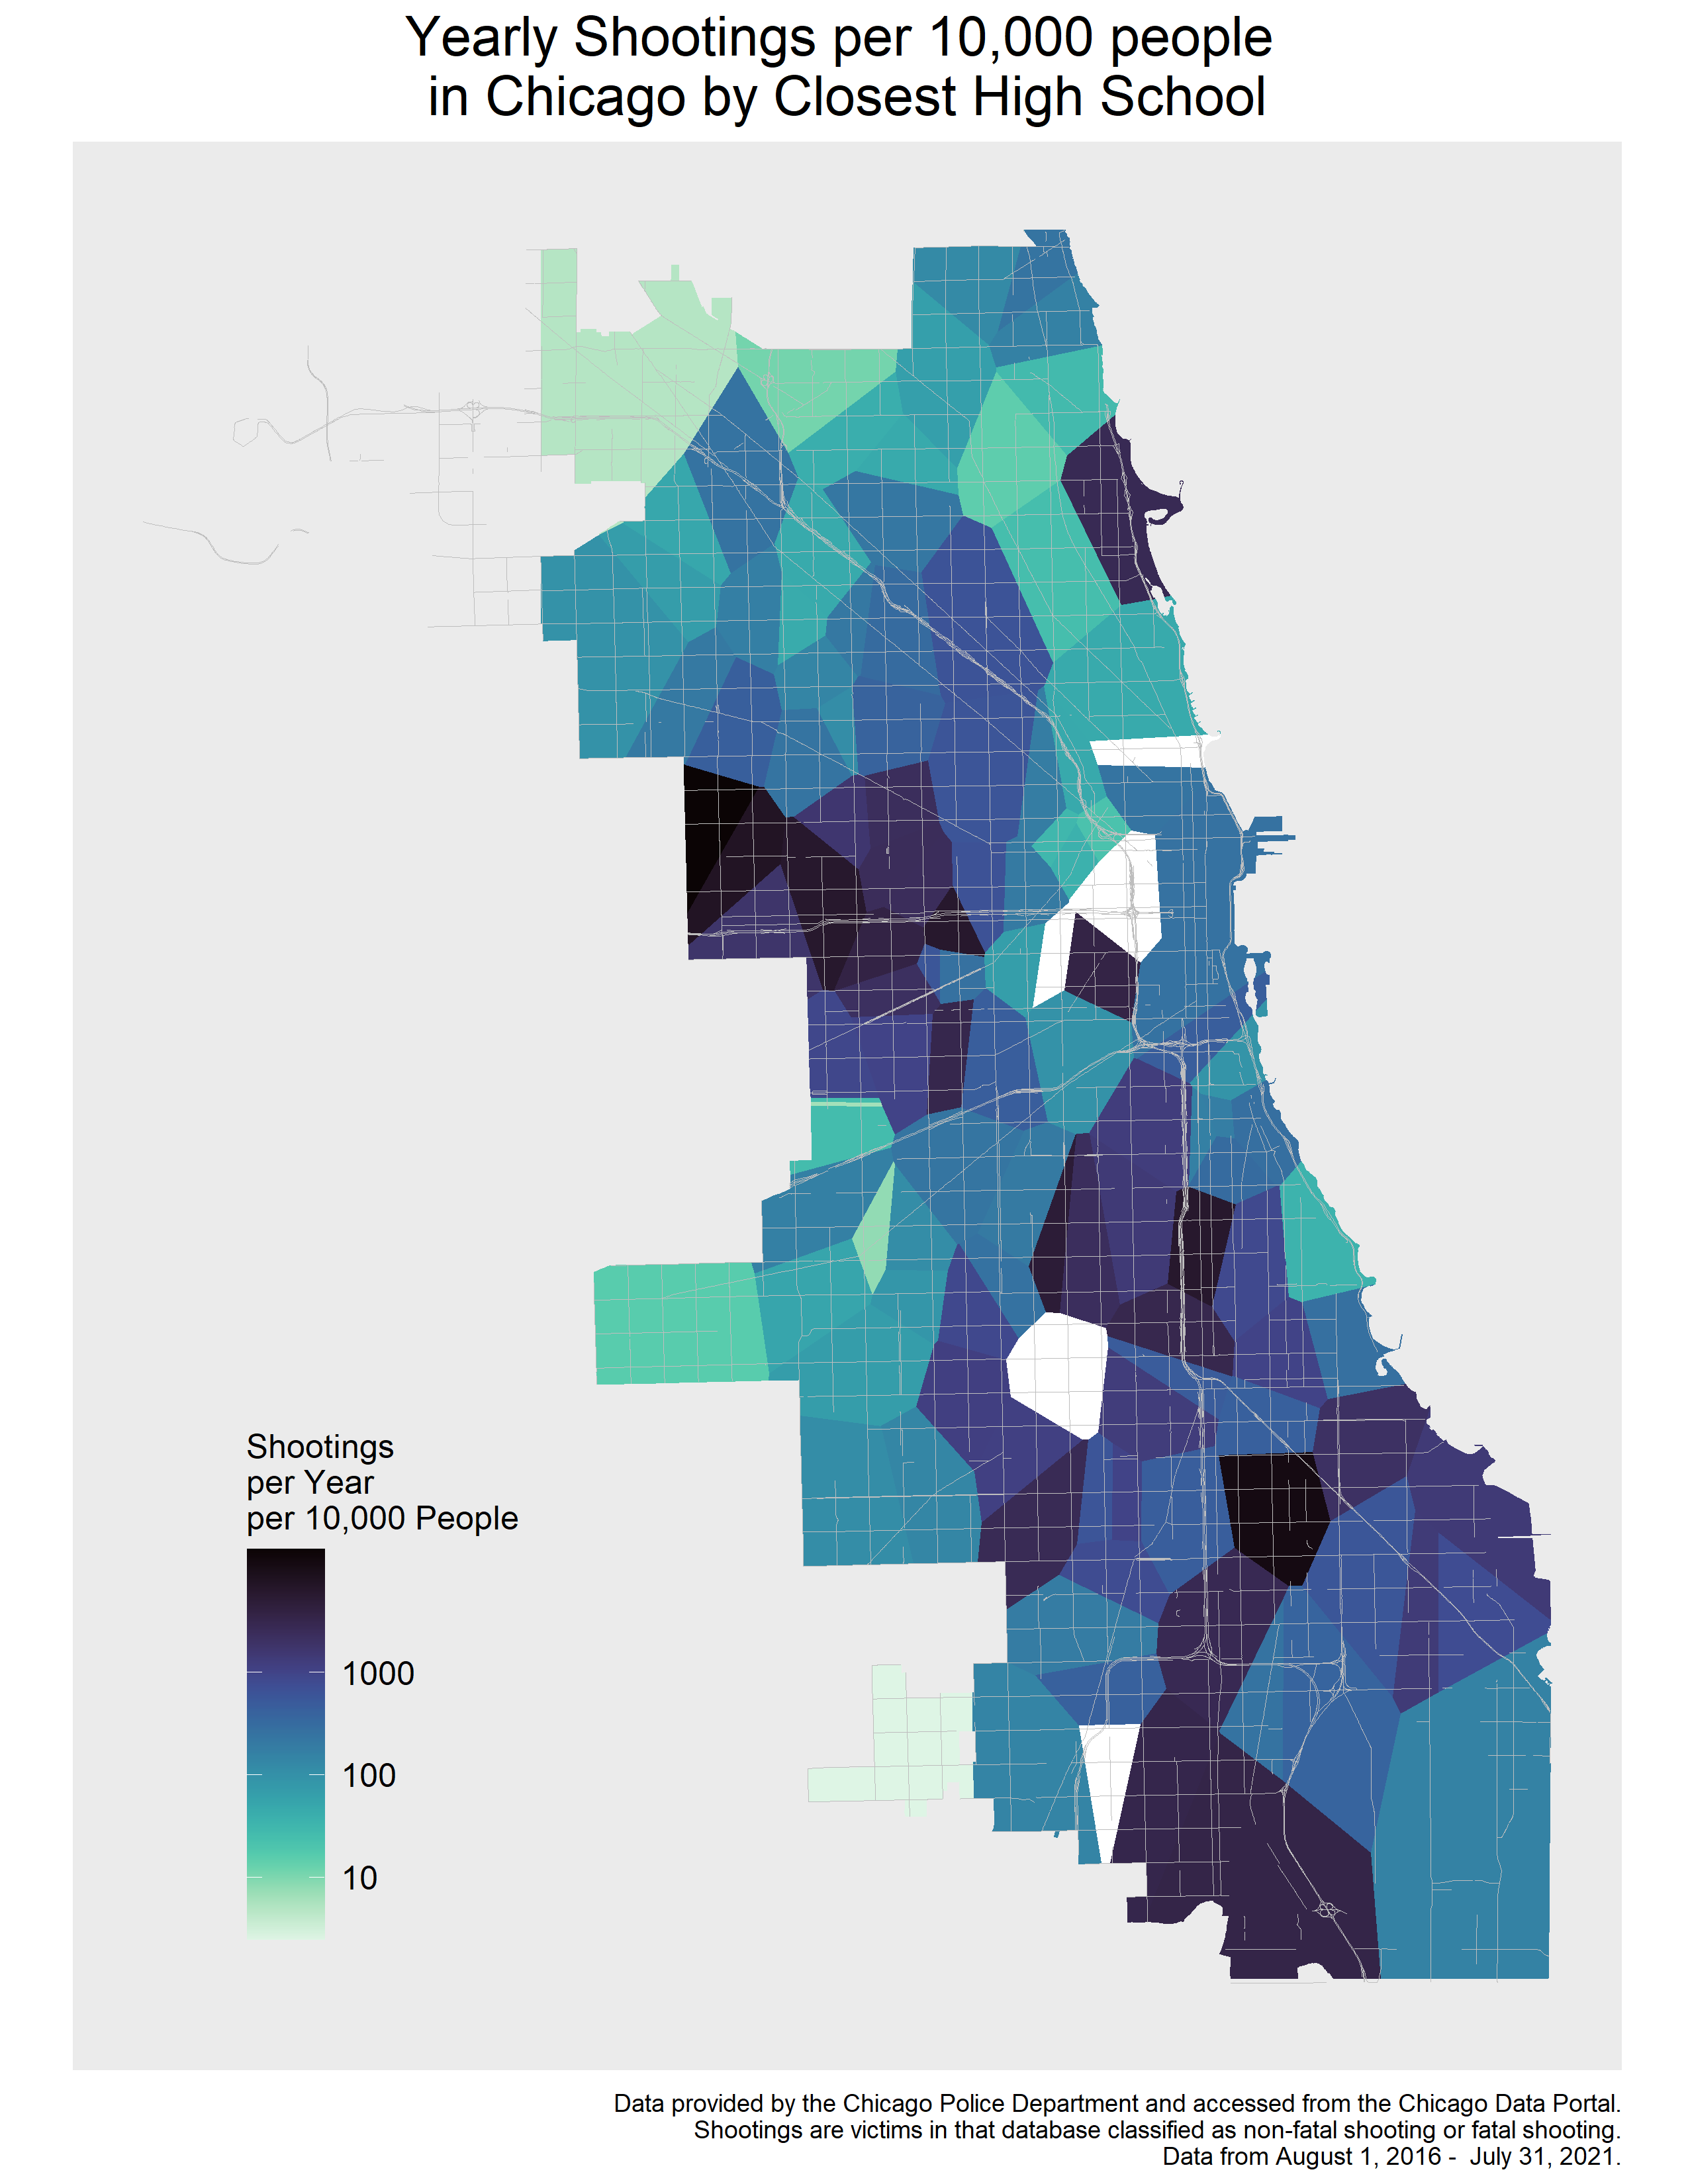 Yearly Shootings per 10,000 people
in Chicago by Closest High School
Shootings
per Year
per 10,000 People
1000
100
10
Data provided by the Chicago Police Department and accessed from the Chicago Data Portal.
Shootings are victims in that database classified as non-fatal shooting or fatal shooting.
Data from August 1, 2016 -  July 31, 2021.